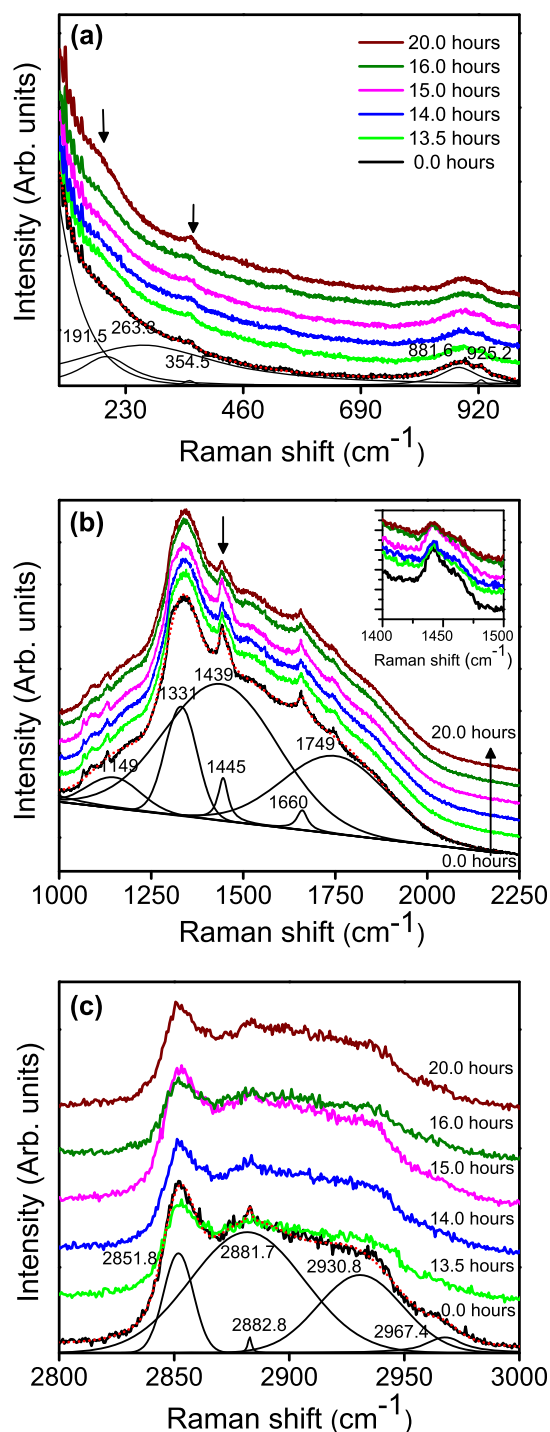 (a)
20.0 hours
16.0 hours
15.0 hours
14.0 hours
13.5 hours
0.0 hours
Intensity (Arb. units)
191.5
263.3
354.5
881.6
925.2
230 460 690 920
Raman shift (cm-1)
(b)
1400 1450 1500
Raman shift (cm-1)
Intensity (Arb. units)
1439
1331
1149
1445
1749
1660
20.0 hours
0.0 hours
1000 1250 1500 1750 2000 2250
Raman shift (cm-1)
(c)
Intensity (Arb. units)
20.0 hours
16.0 hours
15.0 hours
14.0 hours
13.5 hours
0.0 hours
2851.8
2881.7
2930.8
2882.8
2967.4
2800 2850 2900 2950 3000
Raman shift (cm-1)